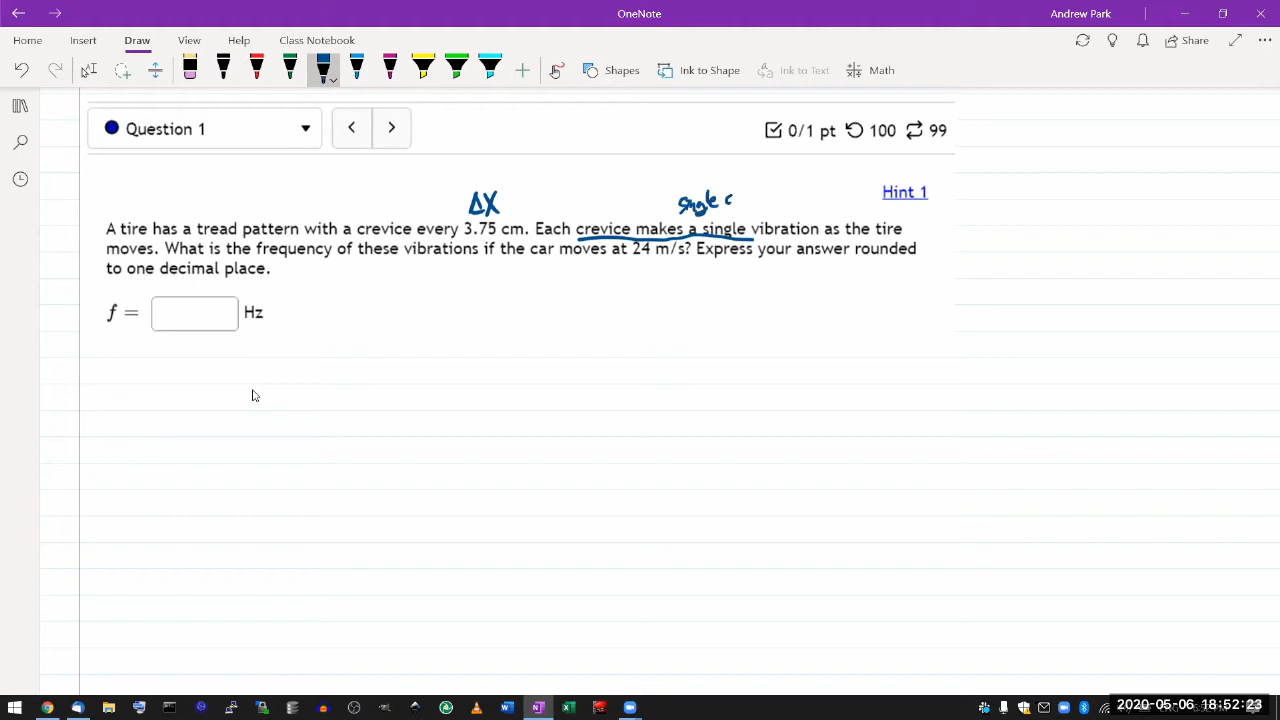 OneNote
Andrew Park
Home Insert Draw View Help Class Notebook
Share
Shapes Ink to Shape Ink to Text Math
Question 1
0/1 pt 100 99
Hint 1
ΔX
single c
A tire has a tread pattern with a crevice every 3.75 cm. Each crevice makes a single vibration as the tire
moves. What is the frequency of these vibrations if the car moves at 24 m/s? Express your answer rounded
to one decimal place.
f = Hz
2020-05-06 18:52:23